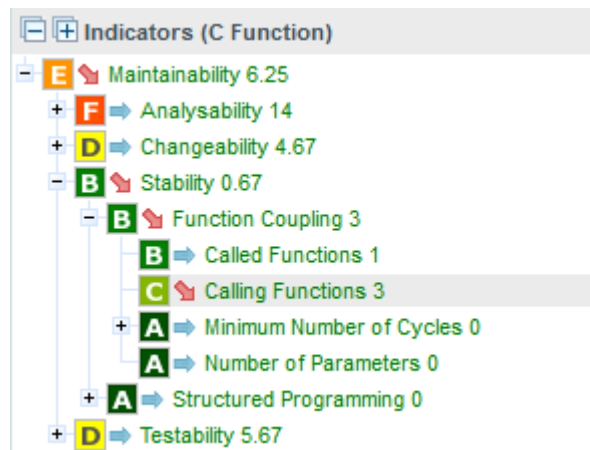 Indicators (C Function)
E Maintainability 6.25
F Analysability 14
D Changeability 4.67
B Stability 0.67
B Function Coupling 3
B Called Functions 1
C Calling Functions 3
A Minimum Number of Cycles 0
A Number of Parameters 0
A Structured Programming 0
D Testability 5.67